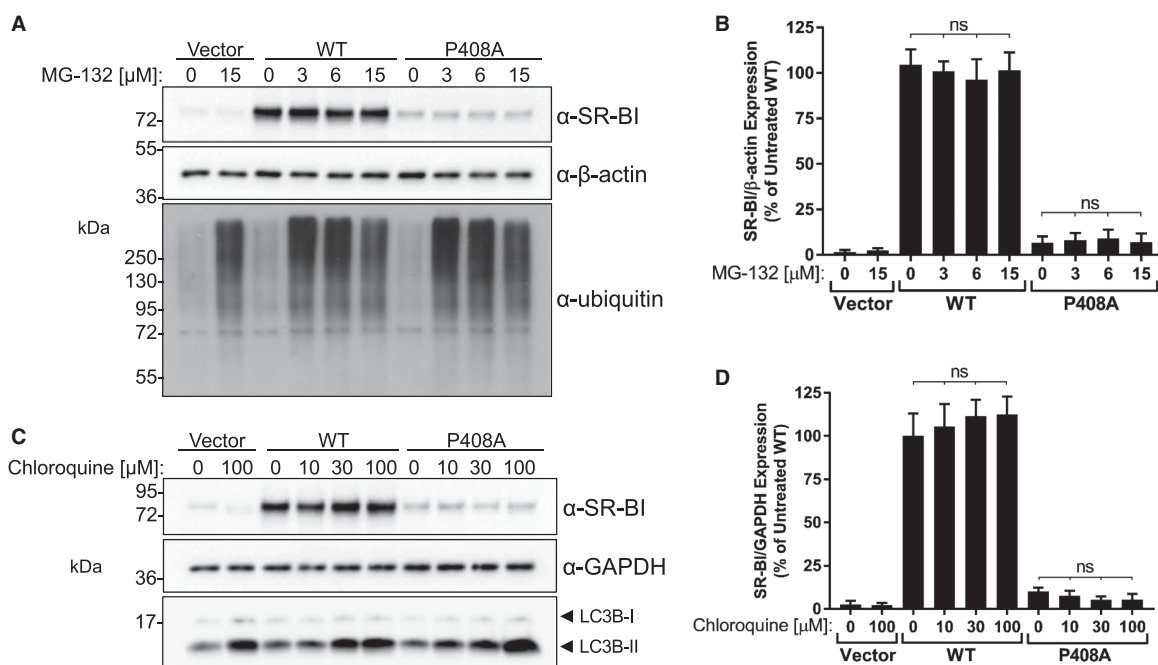 A
Vector WT P408A
MG-132 [µM]: 0 15 0 3 6 15 0 3 6 15
72
α-SR-BI
55
α-β-actin
36
kDa
250
130
95
α-ubiquitin
72
55
B
SR-BI/β-actin Expression
(% of Untreated WT)
125
100
75
50
25
0
ns
ns
MG-132 [µM]: 0 15 0 3 6 15 0 3 6 15
Vector WT P408A
C
Vector WT P408A
Chloroquine [µM]: 0 100 0 10 30 100 0 10 30 100
95
72
α-SR-BI
kDa
α-GAPDH
36
17
LC3B-I
LC3B-II
D
SR-BI/GAPDH Expression
(% of Untreated WT)
125
100
75
50
25
0
ns
ns
Chloroquine [µM]: 0 100 0 10 30 100 0 10 30 100
Vector WT P408A